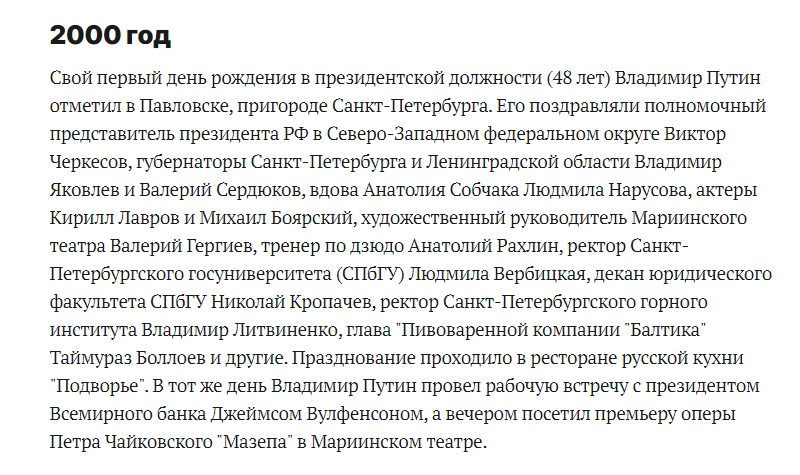 2000 год
Свой первый день рождения в президентской должности (48 лет) Владимир Путин
отметил в Павловске, пригороде Санкт-Петербурга. Его поздравляли полномочный
представитель президента РФ в Северо-Западном федеральном округе Виктор
Черкесов, губернаторы Санкт-Петербурга и Ленинградской области Владимир
Яковлев и Валерий Сердюков, вдова Анатолия Собчака Людмила Нарусова, актеры
Кирилл Лавров и Михаил Боярский, художественный руководитель Мариинского
театра Валерий Гергиев, тренер по дзюдо Анатолий Рахлин, ректор Санкт-
Петербургского госуниверситета (СПбГУ) Людмила Вербицкая, декан юридического
факультета СПбГУ Николай Кропачев, ректор Санкт-Петербургского горного
института Владимир Литвиненко, глава "Пивоваренной компании "Балтика"
Таймураз Боллоев и другие. Празднование проходило в ресторане русской кухни
"Подворье". В тот же день Владимир Путин провел рабочую встречу с президентом
Всемирного банка Джеймсом Вулфенсоном, а вечером посетил премьеру оперы
Петра Чайковского "Мазепа" в Мариинском театре.